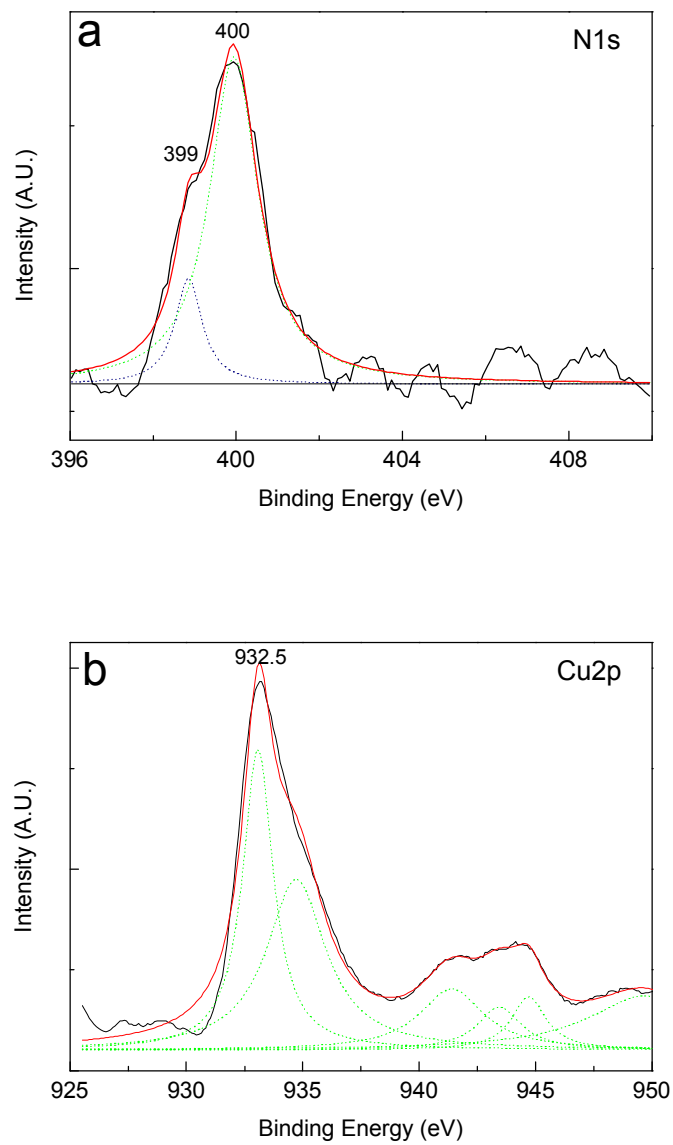 a
400
N1s
399
Intensity (A.U.)
396
400
404
408
Binding Energy (eV)
b
932.5
Cu2p
Intensity (A.U.)
925
930
935
940
945
950
Binding Energy (eV)